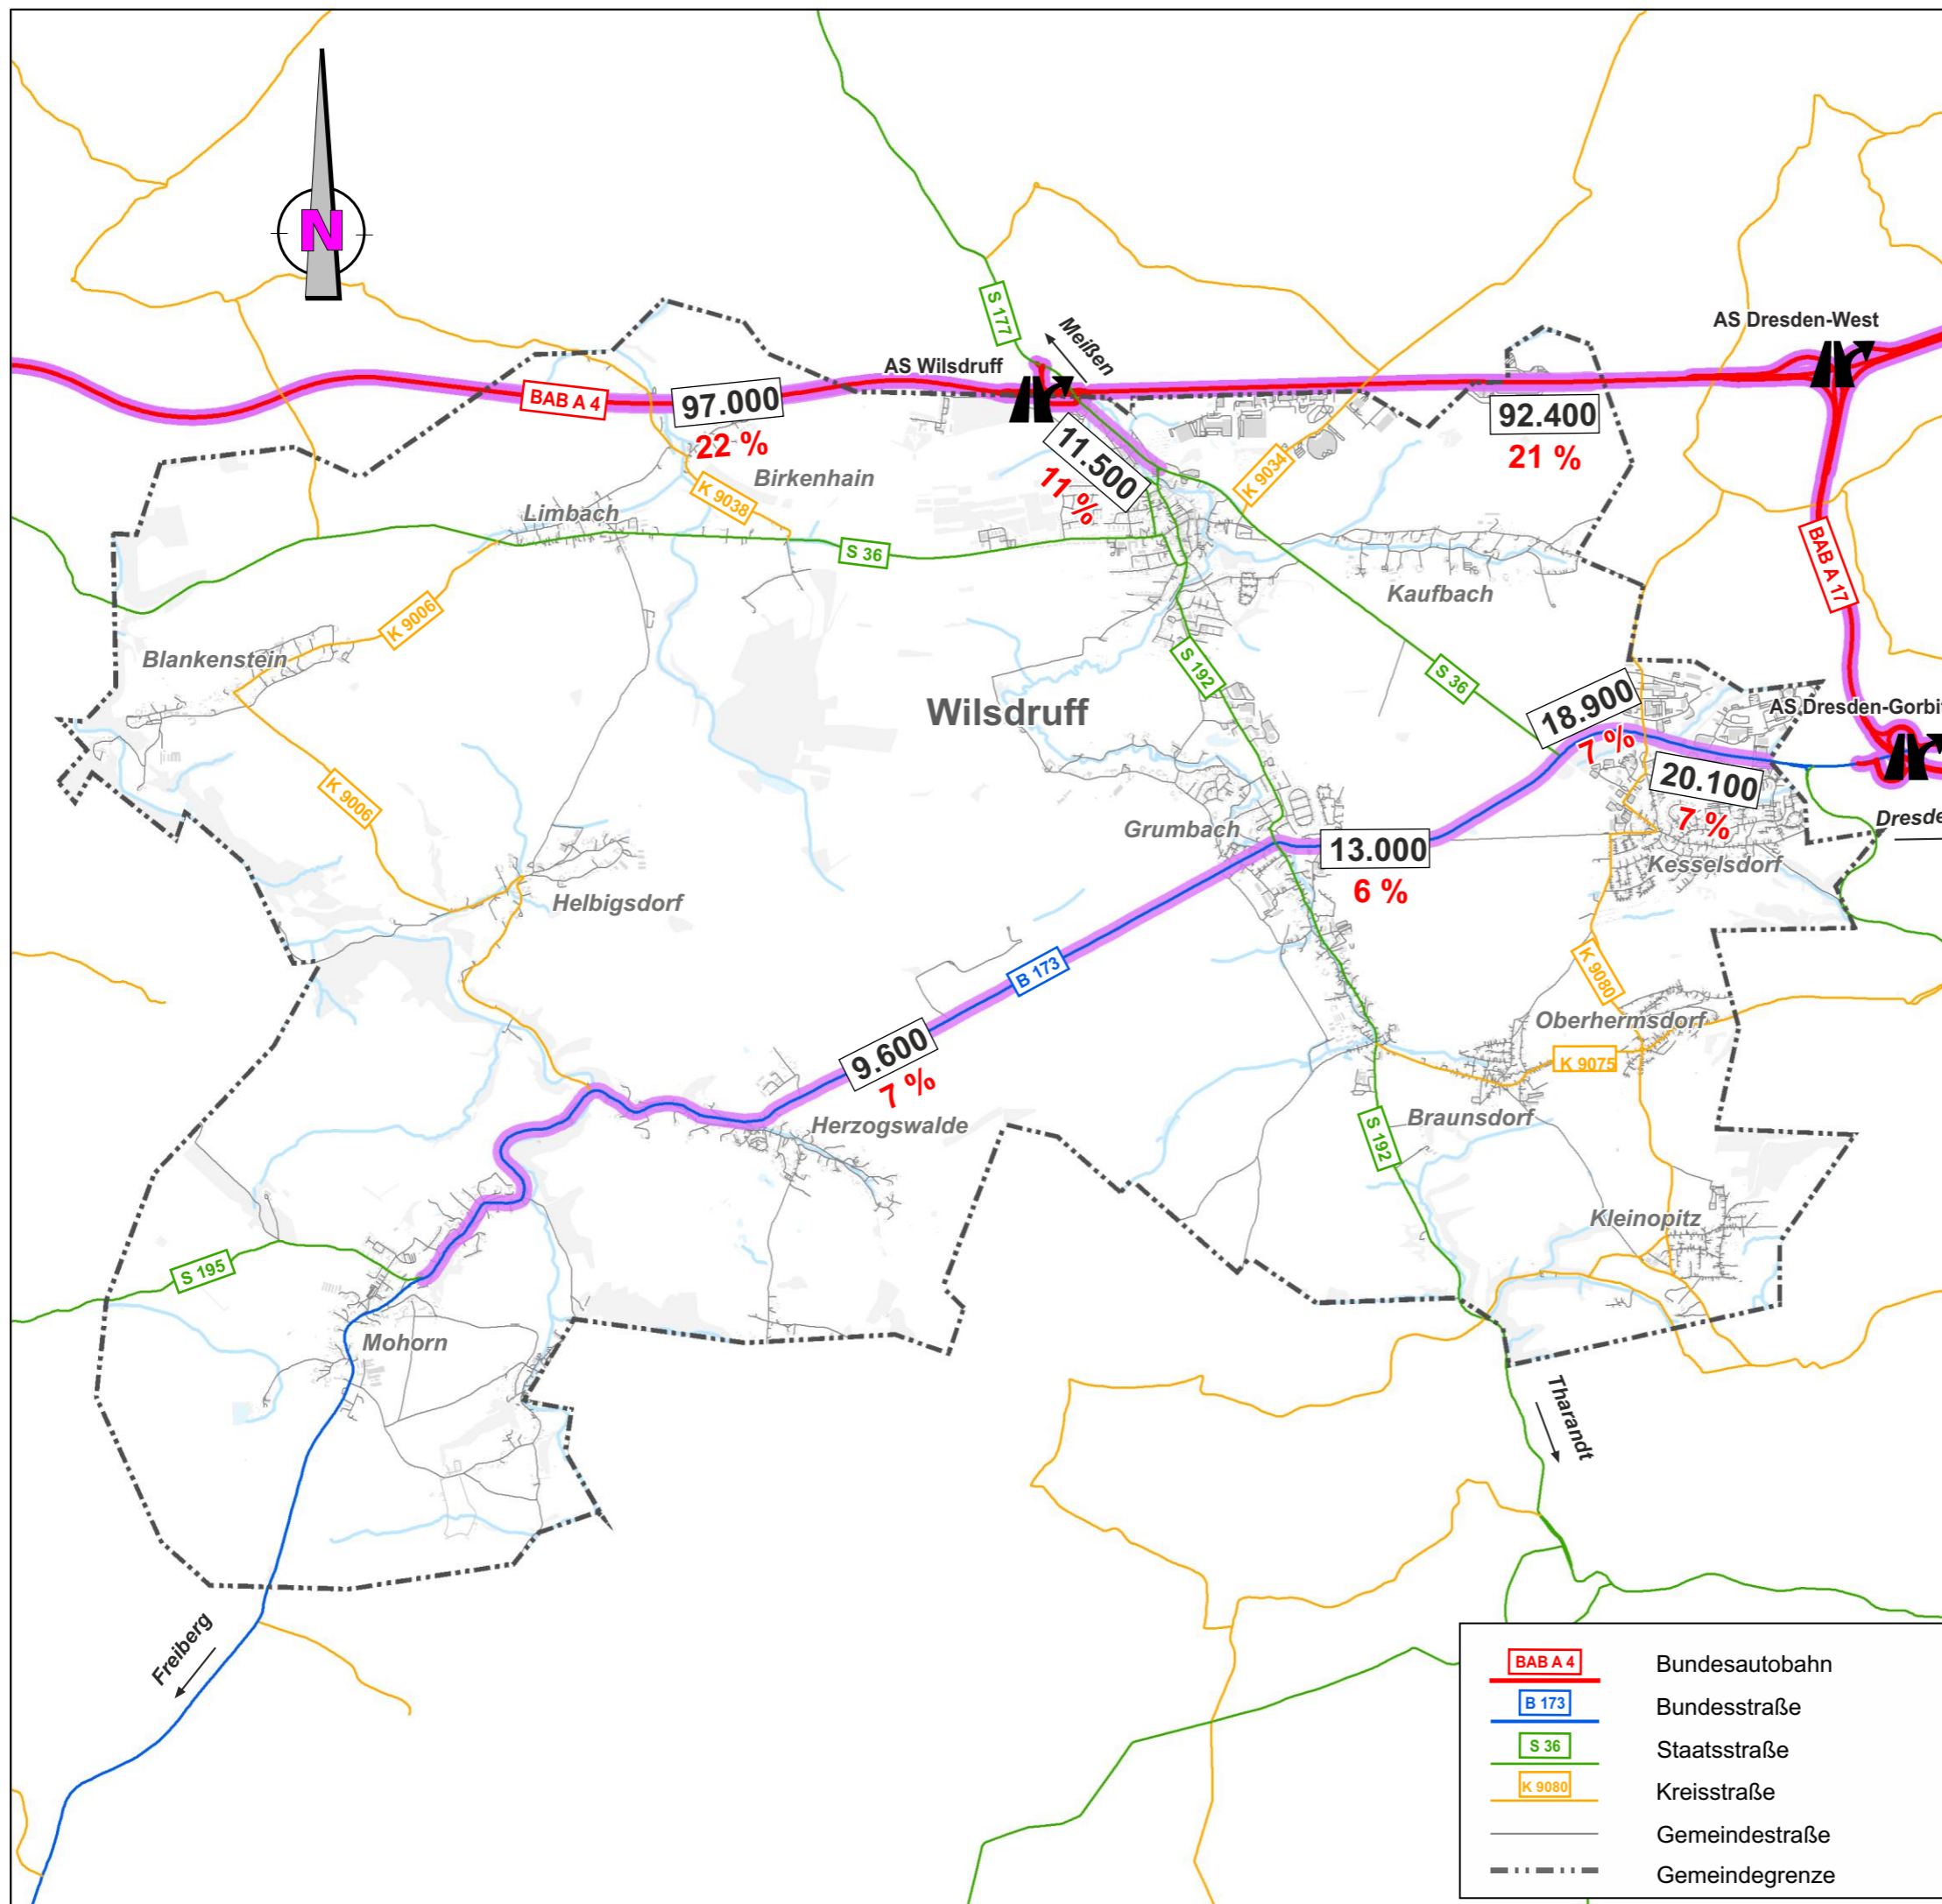 N
S 177
Meißen
AS Dresden-West
AS Wilsdruff
BAB A 4
97.000
22 %
92.400
21 %
11.500
11 %
Birkenhain
K 9038
K 9034
Limbach
S 36
BAB A 17
Kaufbach
K 9006
Blankenstein
S 192
S 36
Wilsdruff
18.900
7 %
AS Dresden-Gorbi
20.100
7 %
K 9006
Grumbach
13.000
6 %
Dresde
Kesselsdorf
Helbigsdorf
B 173
K 9080
Oberhermsdorf
9.600
7 %
K 9075
Herzogswalde
Braunsdorf
S 192
Kleinopitz
S 195
Mohorn
Tharandt
Freiberg
BAB A 4 Bundesautobahn
B 173 Bundesstraße
S 36 Staatsstraße
K 9080 Kreisstraße
Gemeindestraße
Gemeindegrenze